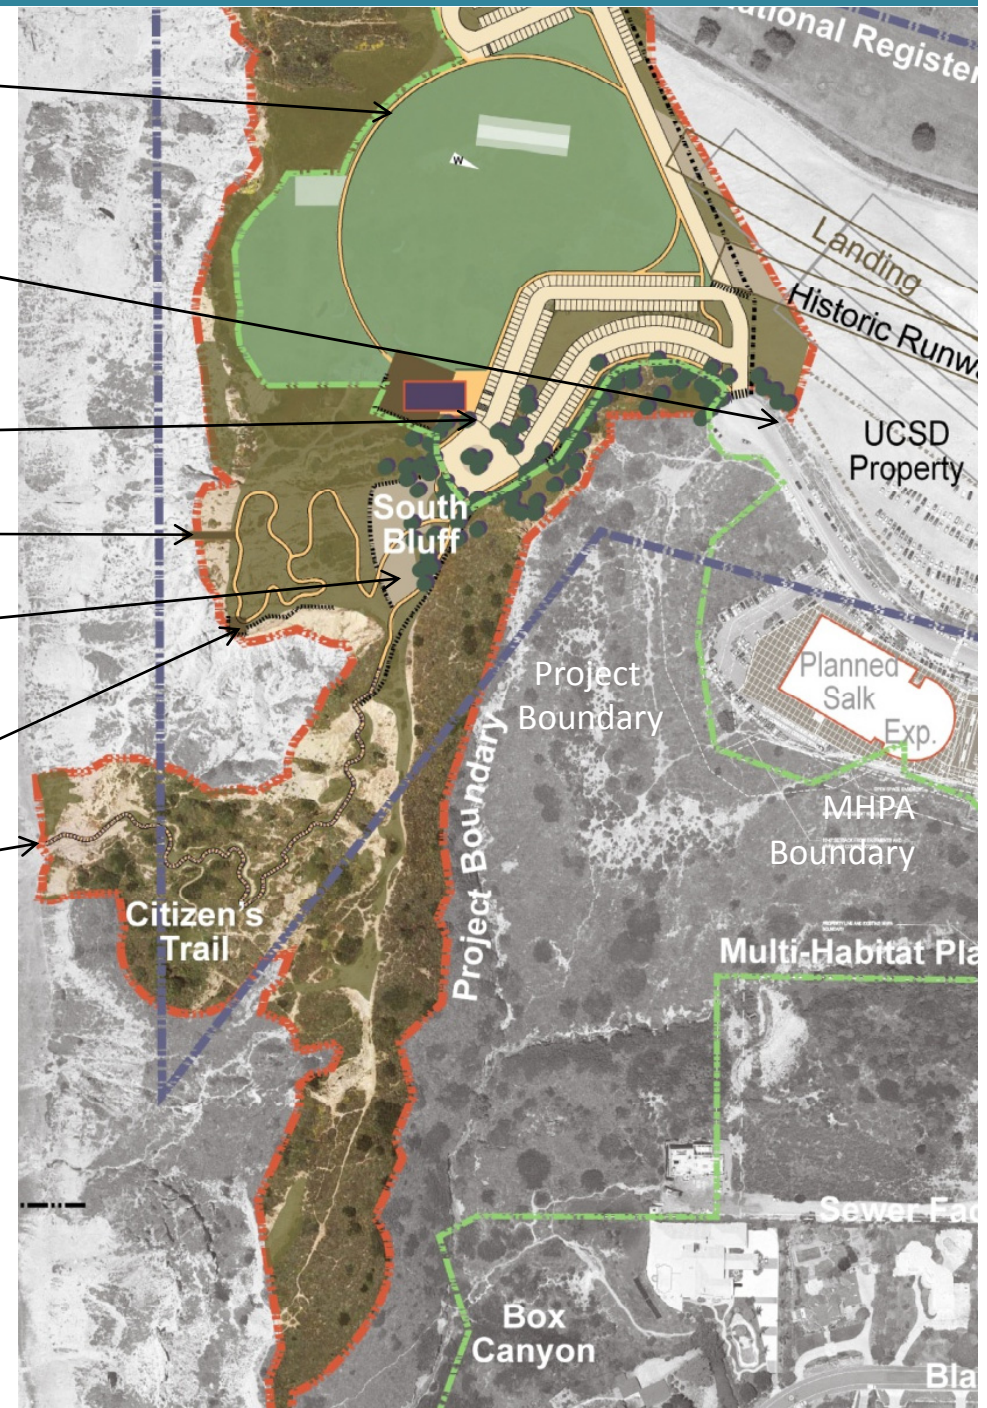 ational Register
W
Landing
Historic Runwa
UCSD
Property
South
Bluff
Planned
Salk
Exp.
Project
Boundary
Project Boundary
MHPA
Boundary
Citizen's
Trail
Multi-Habitat Pla
Sewer Fac
Box
Canyon
Bla